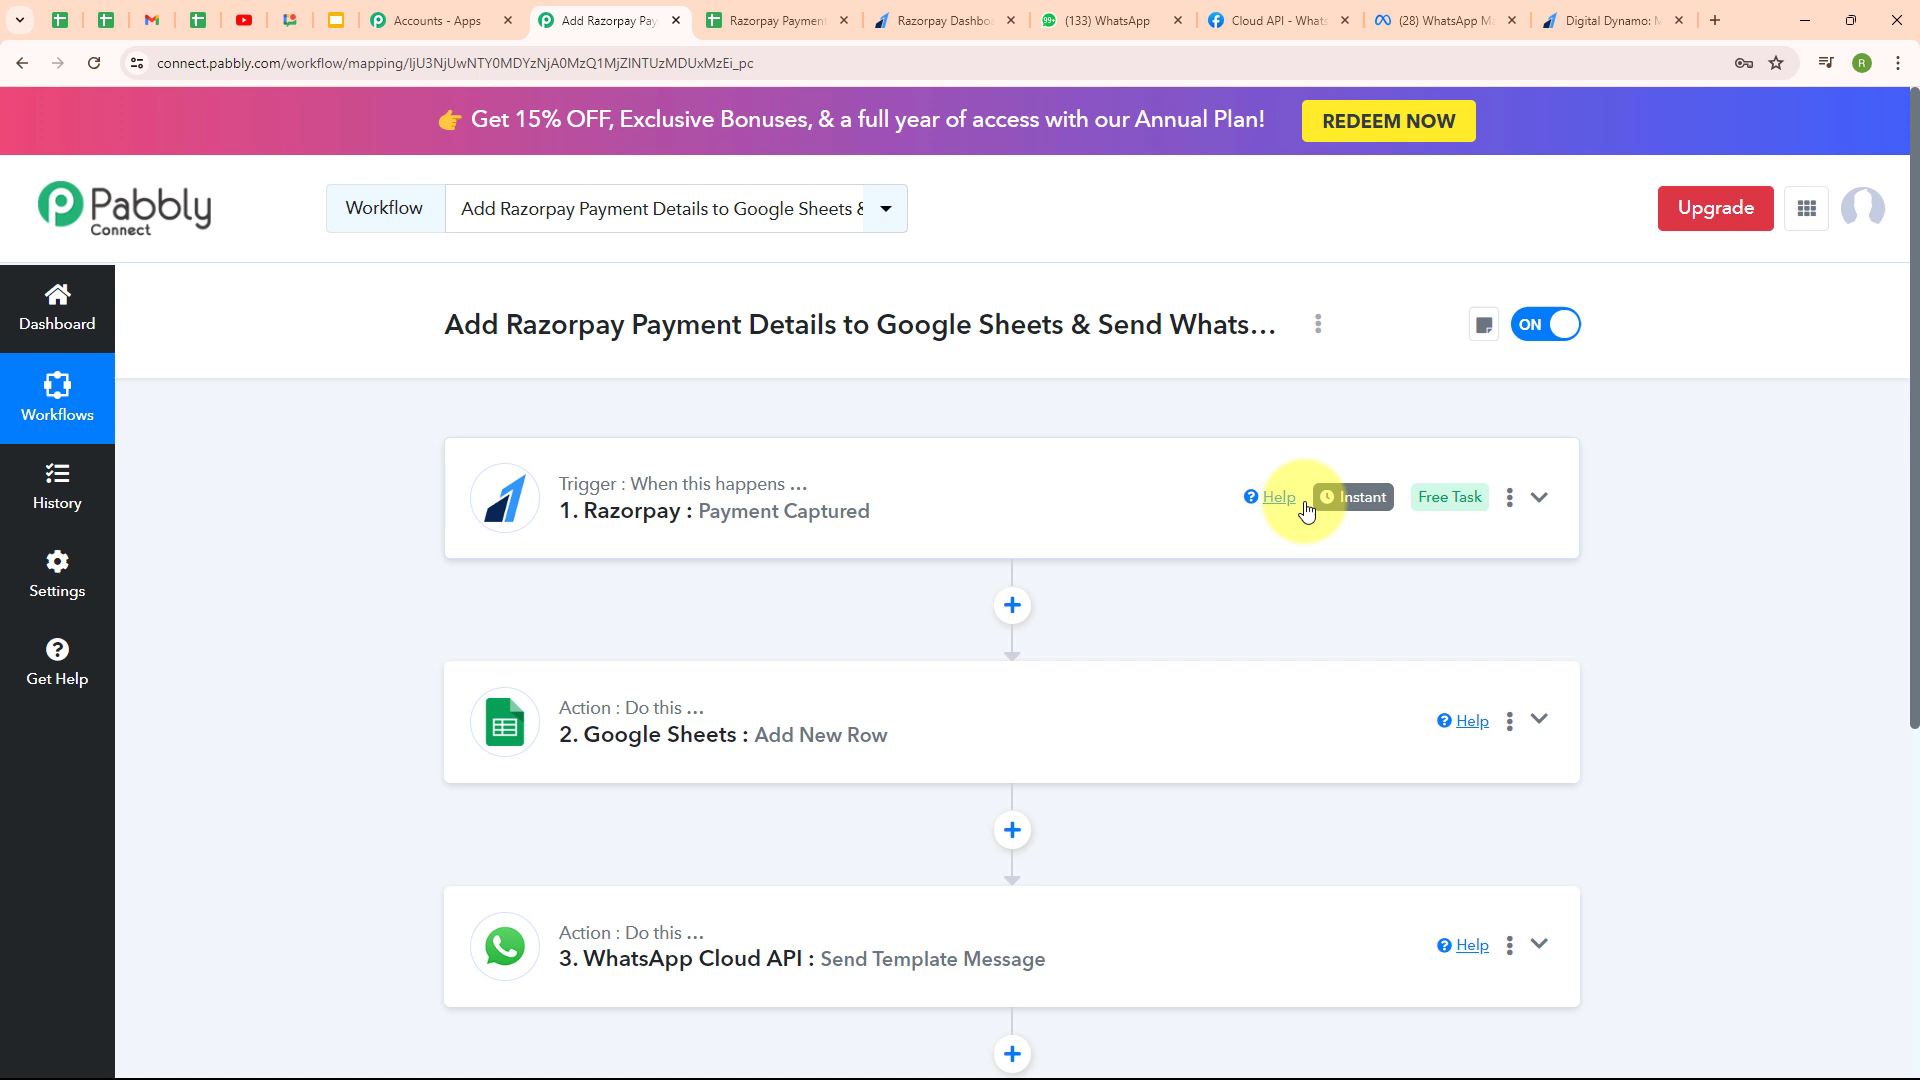 Accounts - Apps
Add Razorpay Pay
Razorpay Payment
Razorpay Dashbo
99+
(133) WhatsApp
Cloud API - Whats
(28) WhatsApp M
Digital Dynamo:
connect.pabbly.com/workflow/mapping/IjU3NjUwNTY0MDYzNjA0MzQ1MjZlNTUzMDUxMzEi_pc
R
👉 Get 15% OFF, Exclusive Bonuses, & a full year of access with our Annual Plan!
REDEEM NOW
Pabbly
Connect
Workflow
Add Razorpay Payment Details to Google Sheets &
Upgrade
Dashboard
Workflows
History
Settings
Get Help
Add Razorpay Payment Details to Google Sheets & Send Whats...
ON
Trigger : When this happens ...
1. Razorpay : Payment Captured
Help
Instant
Free Task
Action : Do this ...
2. Google Sheets : Add New Row
Help
Action : Do this ...
3. WhatsApp Cloud API : Send Template Message
Help